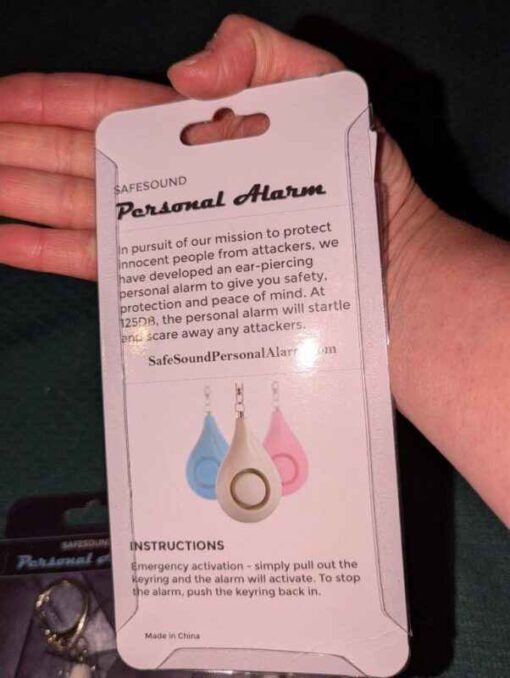 SAFESOUND
Personal Alarm
In pursuit of our mission to protect
innocent people from attackers, we
have developed an ear-piercing
personal alarm to give you safety,
protection and peace of mind. At
125DB, the personal alarm will startle
and scare away any attackers.
INSTRUCTIONS
Emergency activation - simply pull out the
keyring and the alarm will activate. To stop
the alarm, push the keyring back in.
Made in China
Personal